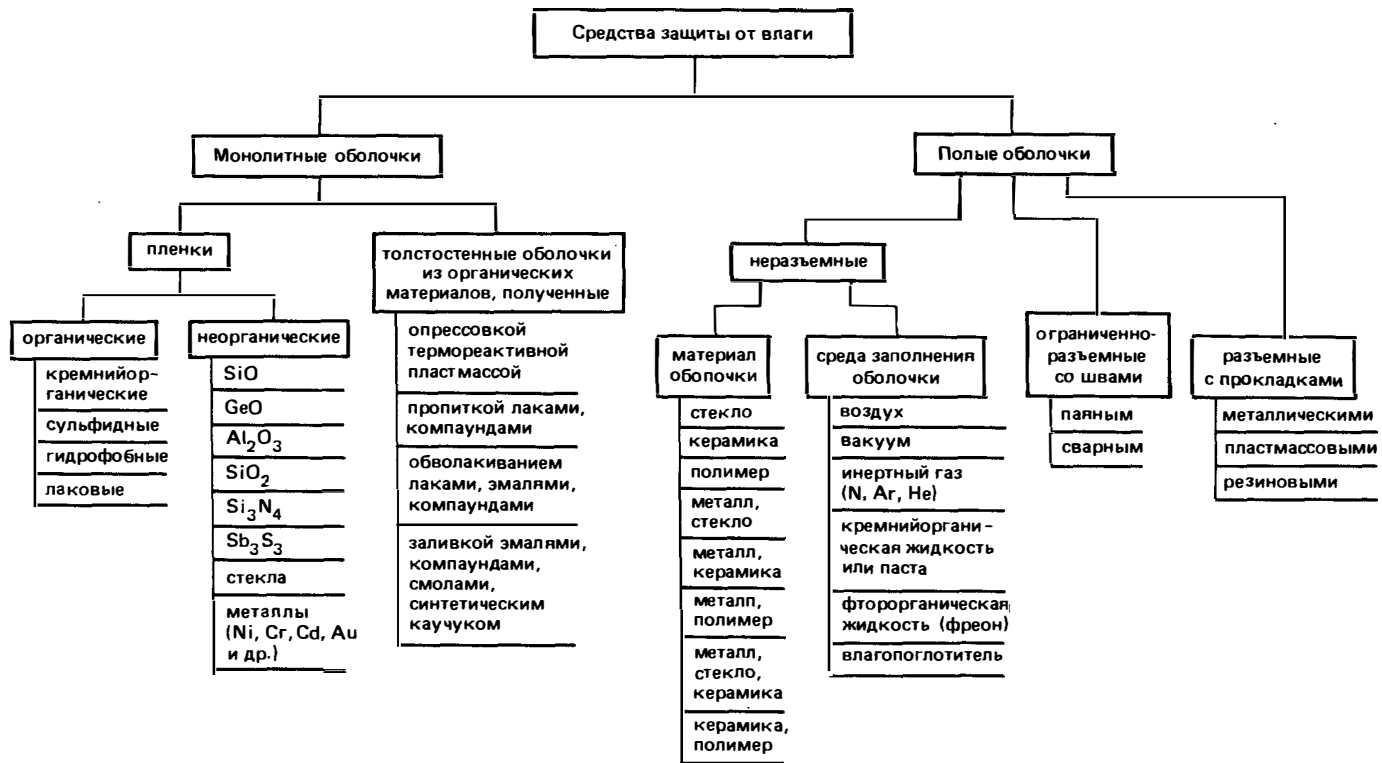 Средства защиты от влаги
Монолитные оболочки
Полые оболочки
пленки
толстостенные оболочки
из органических
материалов, полученные
неразъемные
органические
кремнийор-
ганические
сульфидные
гидрофобные
лаковые
неорганические
SiO
GeO
Al₂O₃
SiO₂
Si₃N₄
Sb₃S₃
стекла
металлы
(Ni, Cr, Cd, Au
и др.)
опрессовкой
термореактивной
пластмассой
пропиткой лаками,
компаундами
обволакиванием
лаками, эмалями,
компаундами
заливкой эмалями,
компаундами,
смолами,
синтетическим
каучуком
материал
оболочки
стекло
керамика
полимер
металл,
стекло
металл,
керамика
металл,
полимер
металл,
стекло,
керамика
керамика,
полимер
среда заполнения
оболочки
воздух
вакуум
инертный газ
(N, Ar, He)
кремнийоргани-
ческая жидкость
или паста
фторорганическая
жидкость (фреон)
влагопоглотитель
ограниченно-
разъемные
со швами
паяным
сварным
разъемные
с прокладками
металлическими
пластмассовыми
резиновыми